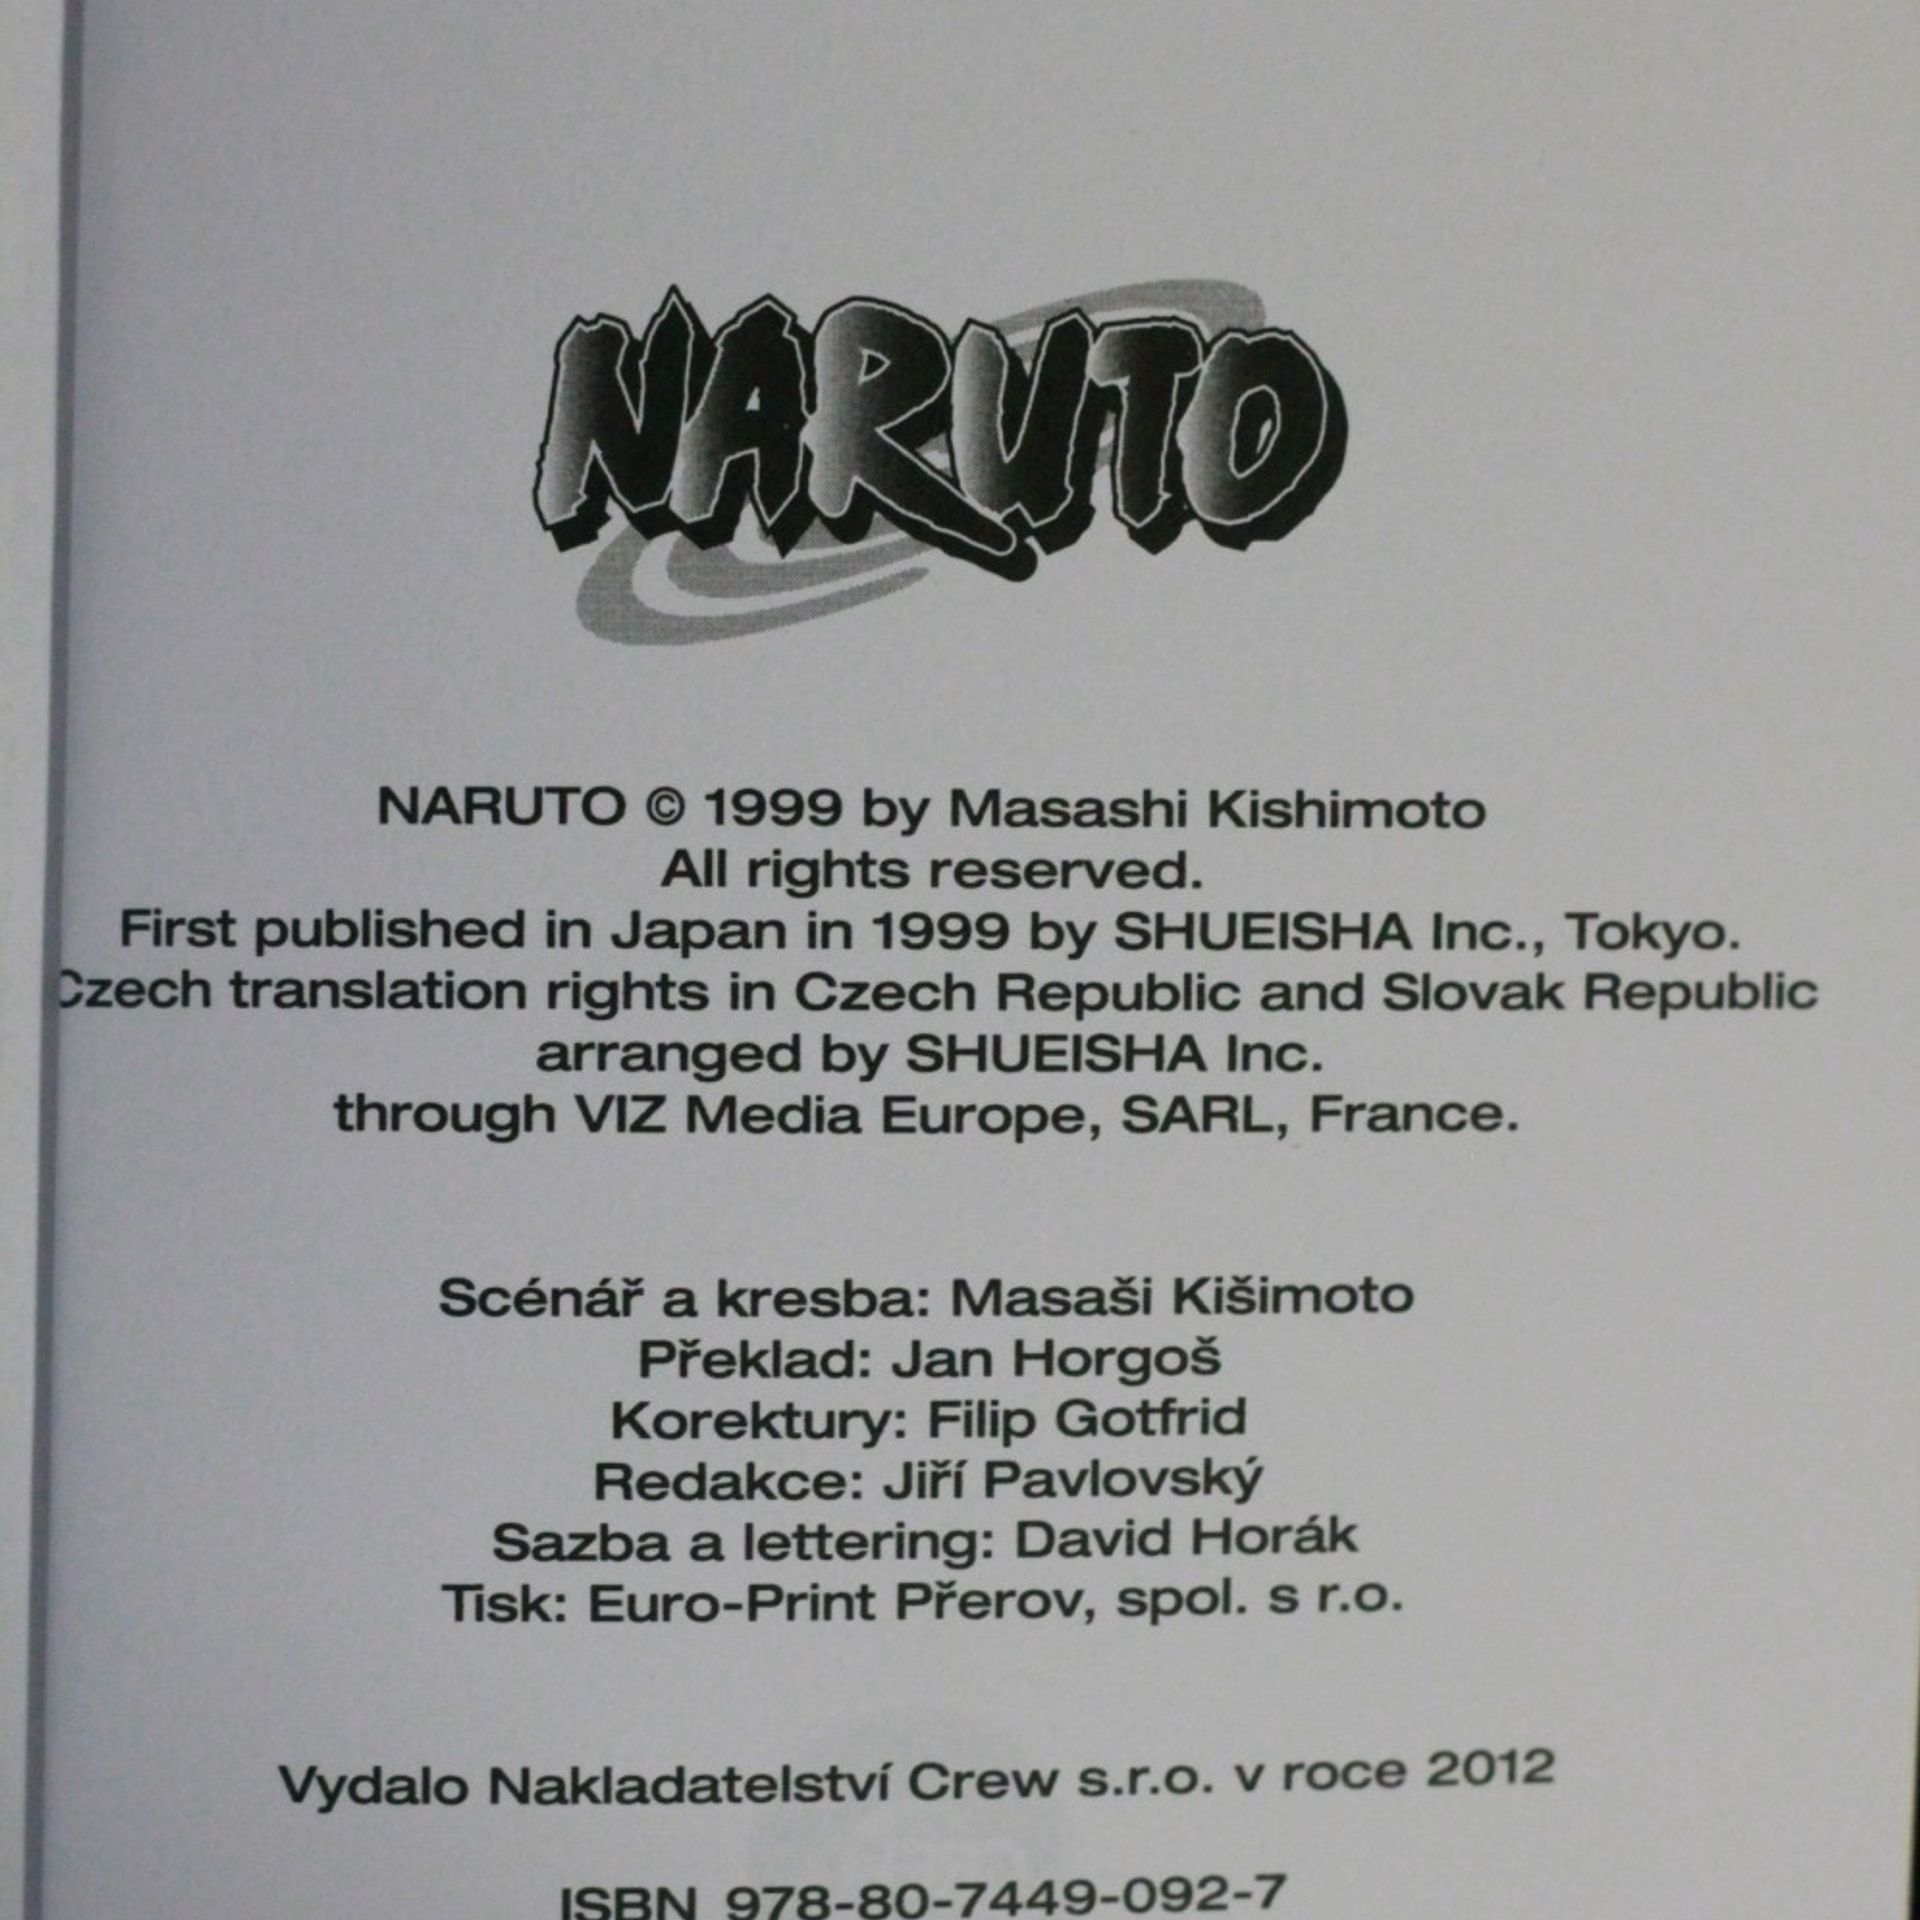 NARUTO
NARUTO © 1999 by Masashi Kishimoto
All rights reserved.
First published in Japan in 1999 by SHUEISHA Inc., Tokyo.
Czech translation rights in Czech Republic and Slovak Republic
arranged by SHUEISHA Inc.
through VIZ Media Europe, SARL, France.
Scénář a kresba: Masaši Kišimoto
Překlad: Jan Horgoš
Korektury: Filip Gotfrid
Redakce: Jiří Pavlovský
Sazba a lettering: David Horák
Tisk: Euro-Print Přerov, spol. s r.o.
Vydalo Nakladatelství Crew s.r.o. v roce 2012
ISBN 978-80-7449-092-7